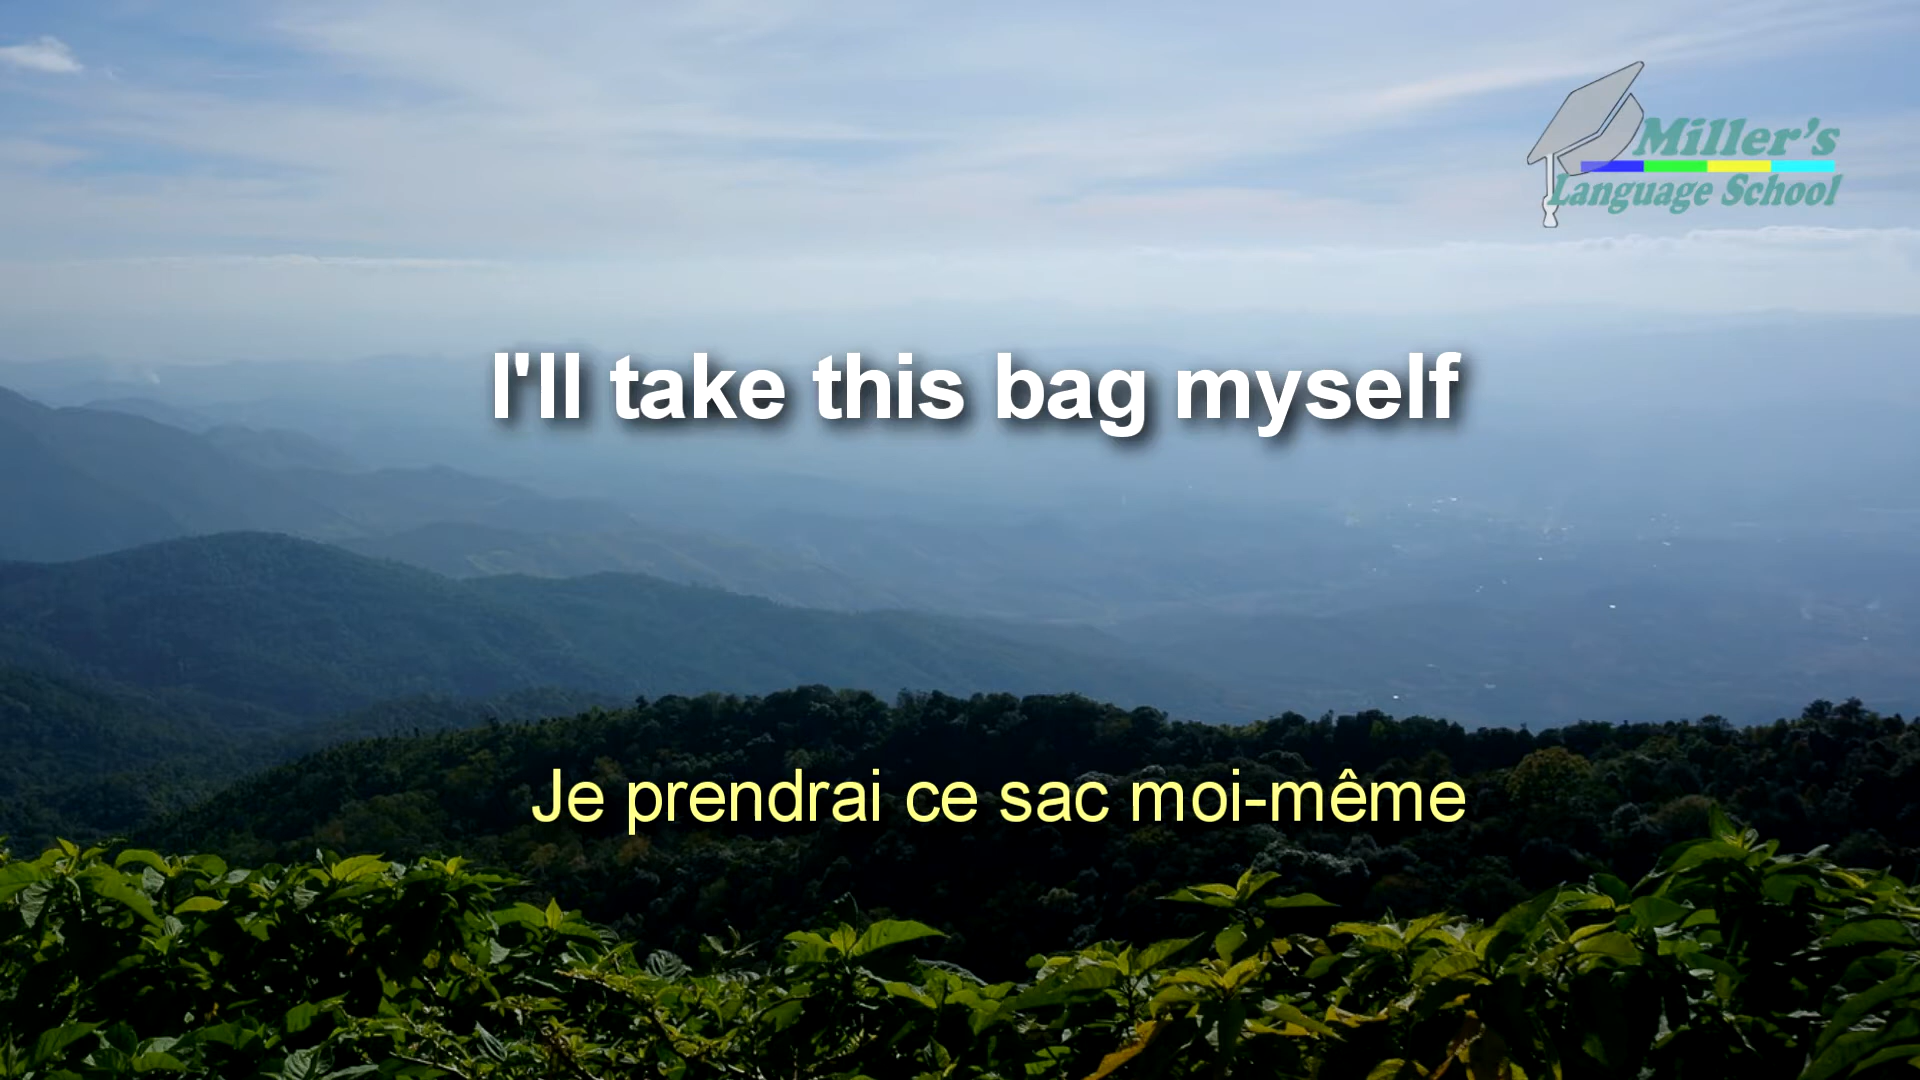 Miller's
Language School
I'll take this bag myself
Je prendrai ce sac moi-même